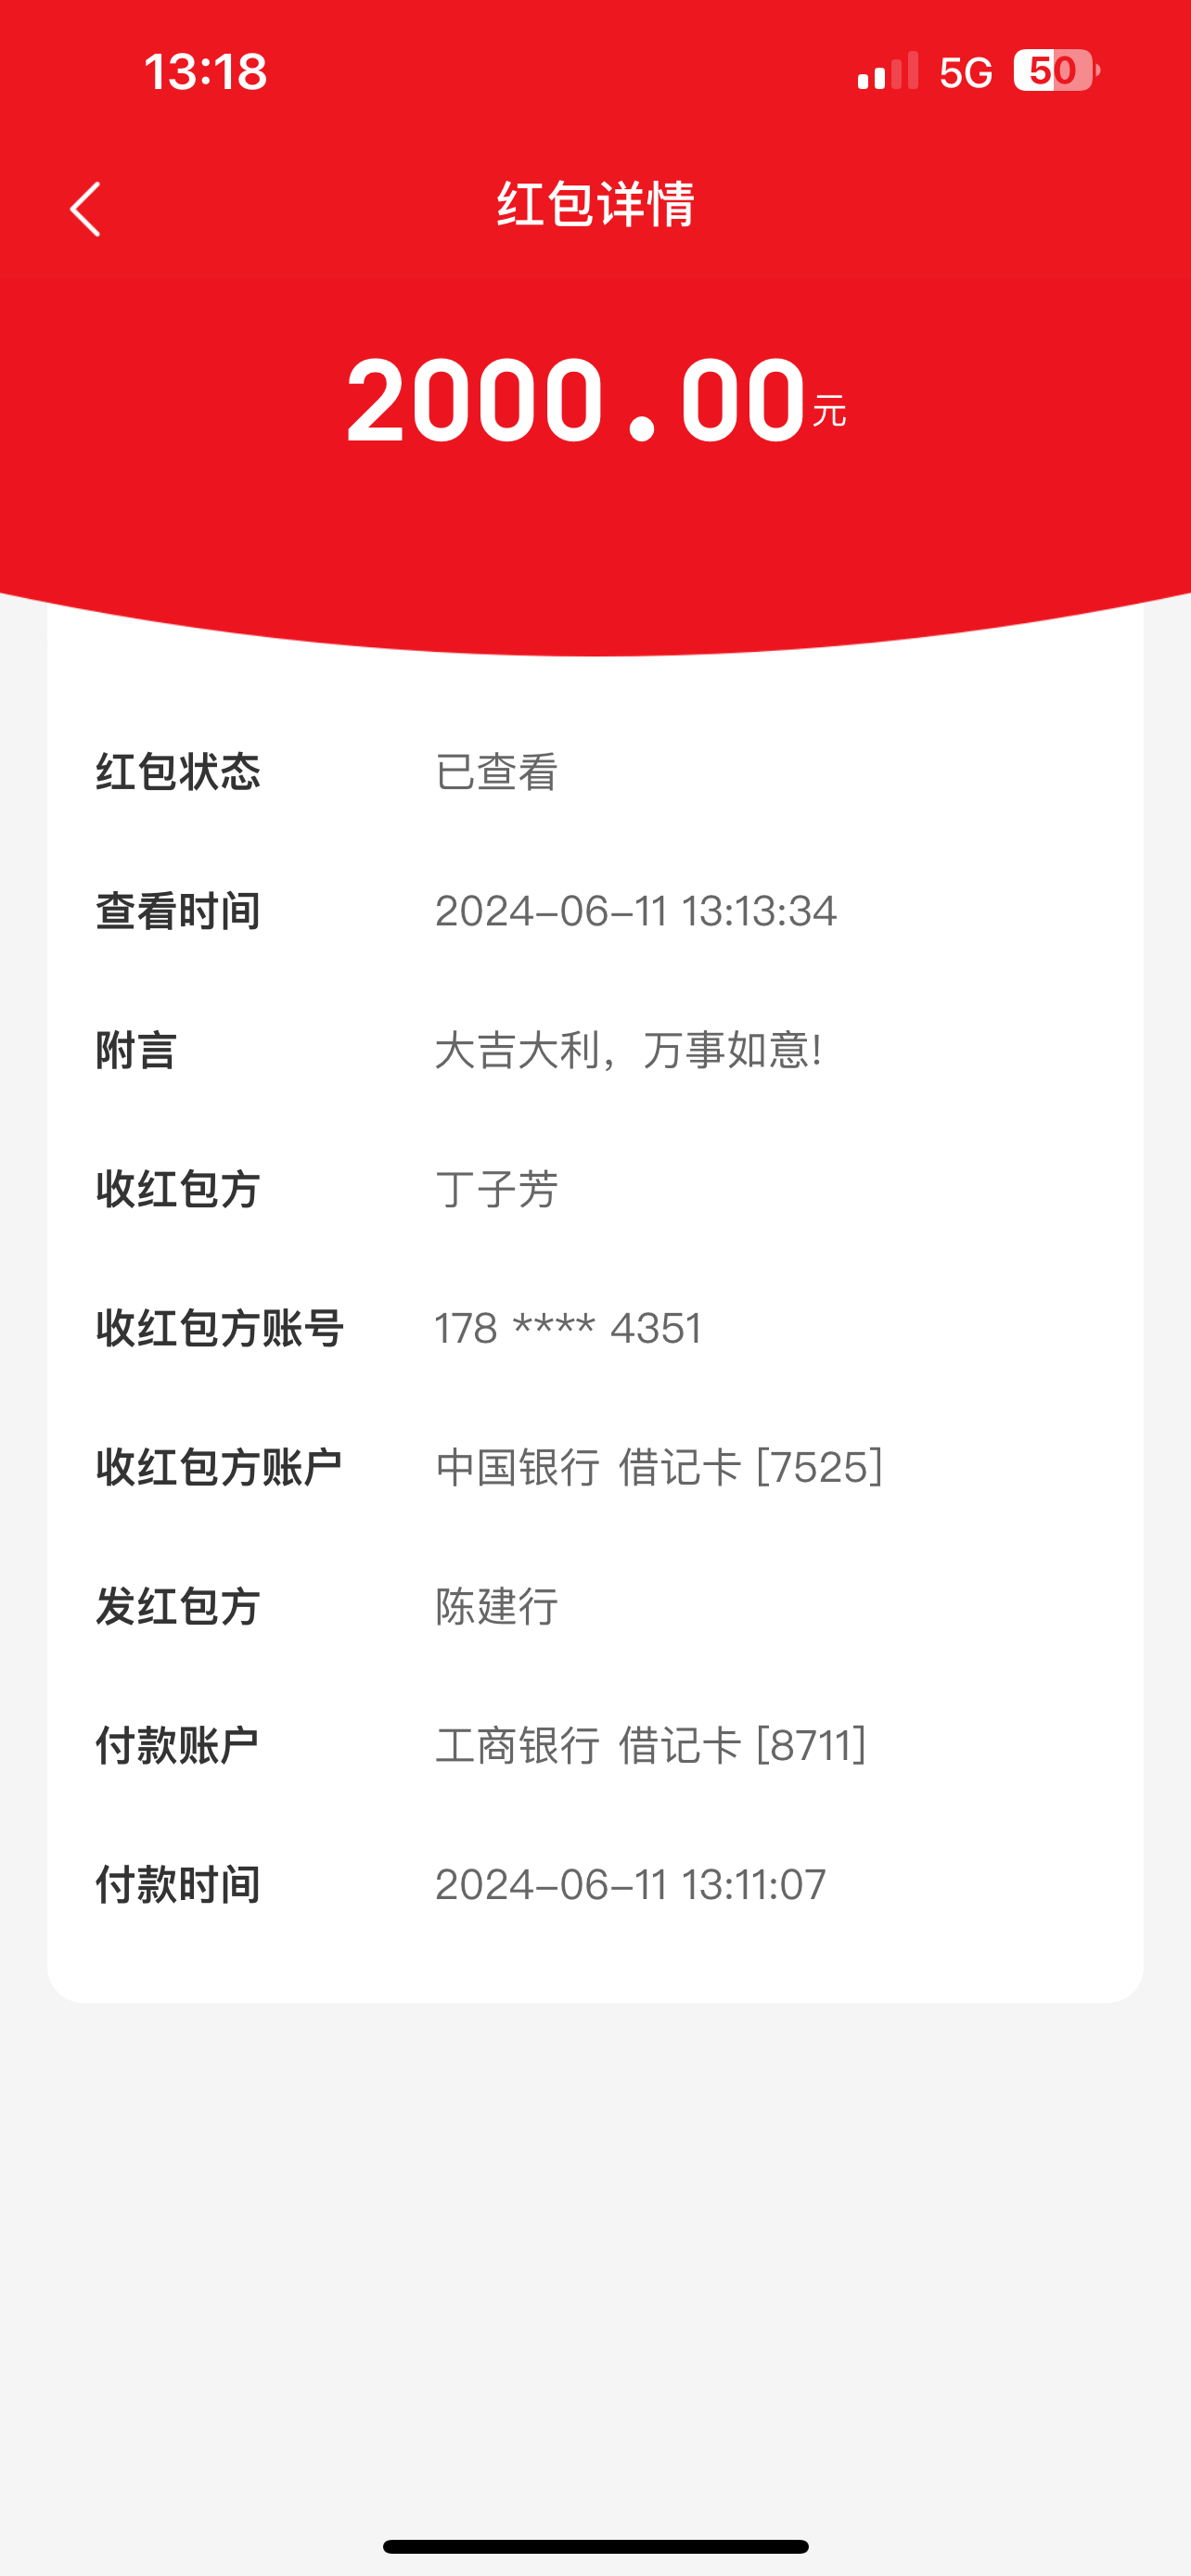 13:18 5G 50
红包详情
2000.00元
红包状态 已查看
查看时间 2024-06-11 13:13:34
附言 大吉大利，万事如意!
收红包方 丁子芳
收红包方账号 178 **** 4351
收红包方账户 中国银行 借记卡 [7525]
发红包方 陈建行
付款账户 工商银行 借记卡 [8711]
付款时间 2024-06-11 13:11:07